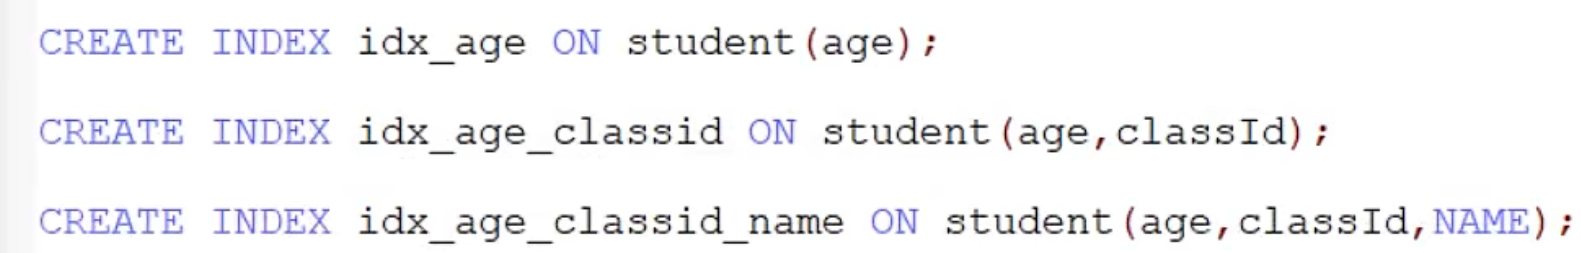 CREATE INDEX idx_age ON student(age);
CREATE INDEX idx_age_classid ON student(age,classId);
CREATE INDEX idx_age_classid_name ON student(age,classId,NAME);